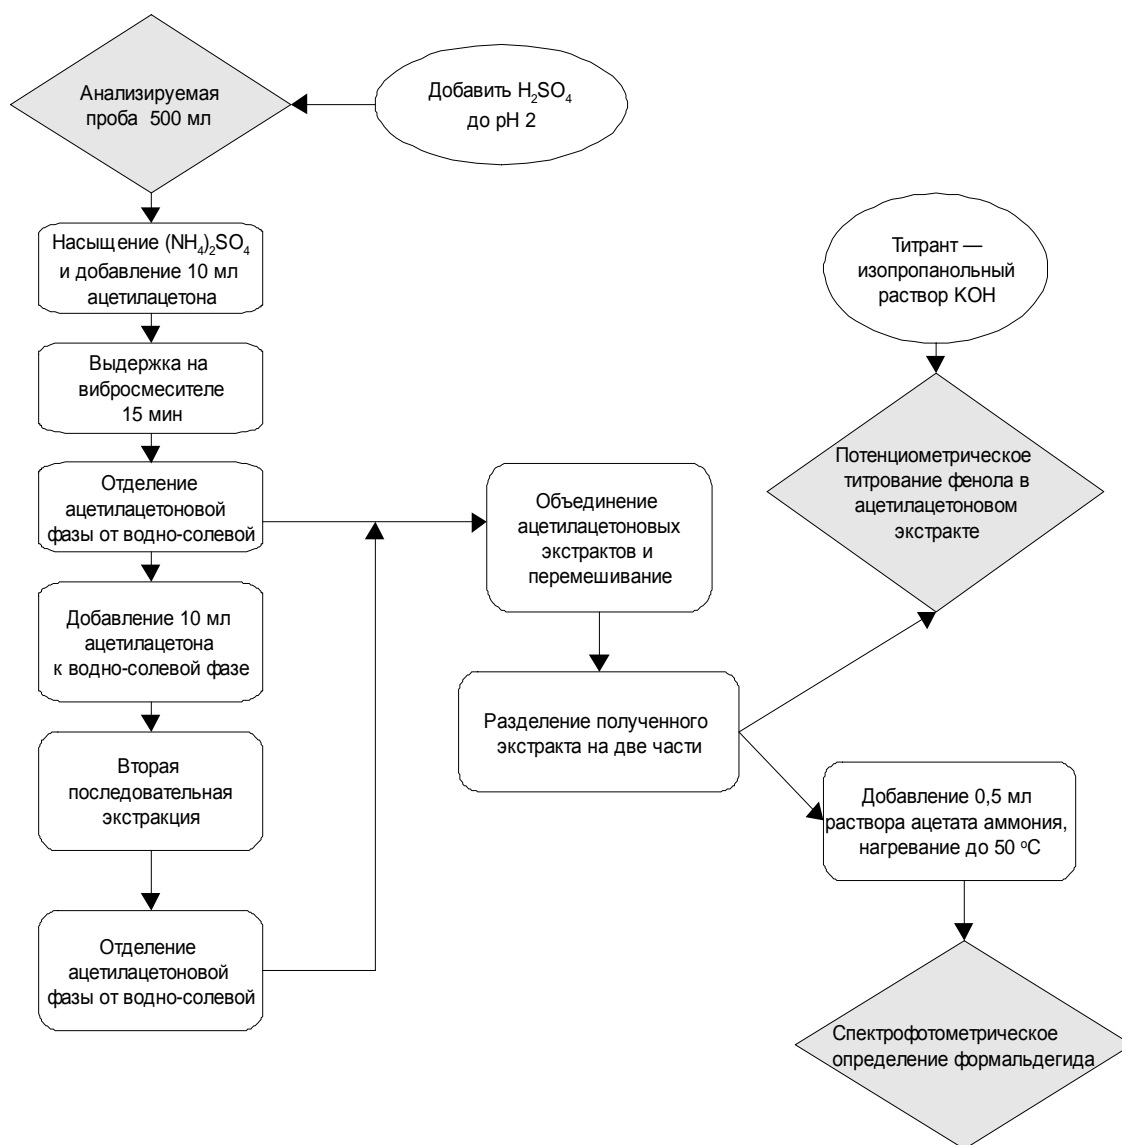 Анализируемая
проба 500 мл
Добавить H₂SO₄
до pH 2
Насыщение (NH₄)₂SO₄
и добавление 10 мл
ацетилацетона
Выдержка на
вибросмесителе
15 мин
Отделение
ацетилацетоновой
фазы от водно-солевой
Добавление 10 мл
ацетилацетона
к водно-солевой фазе
Вторая
последовательная
экстракция
Отделение
ацетилацетоновой
фазы от водно-солевой
Объединение
ацетилацетоновых
экстрактов и
перемешивание
Разделение полученного
экстракта на две части
Титрант —
изопропанольный
раствор KOH
Потенциометрическое
титрование фенола в
ацетилацетоновом
экстракте
Добавление 0,5 мл
раствора ацетата аммония,
нагревание до 50 ºС
Спектрофотометрическое
определение формальдегида